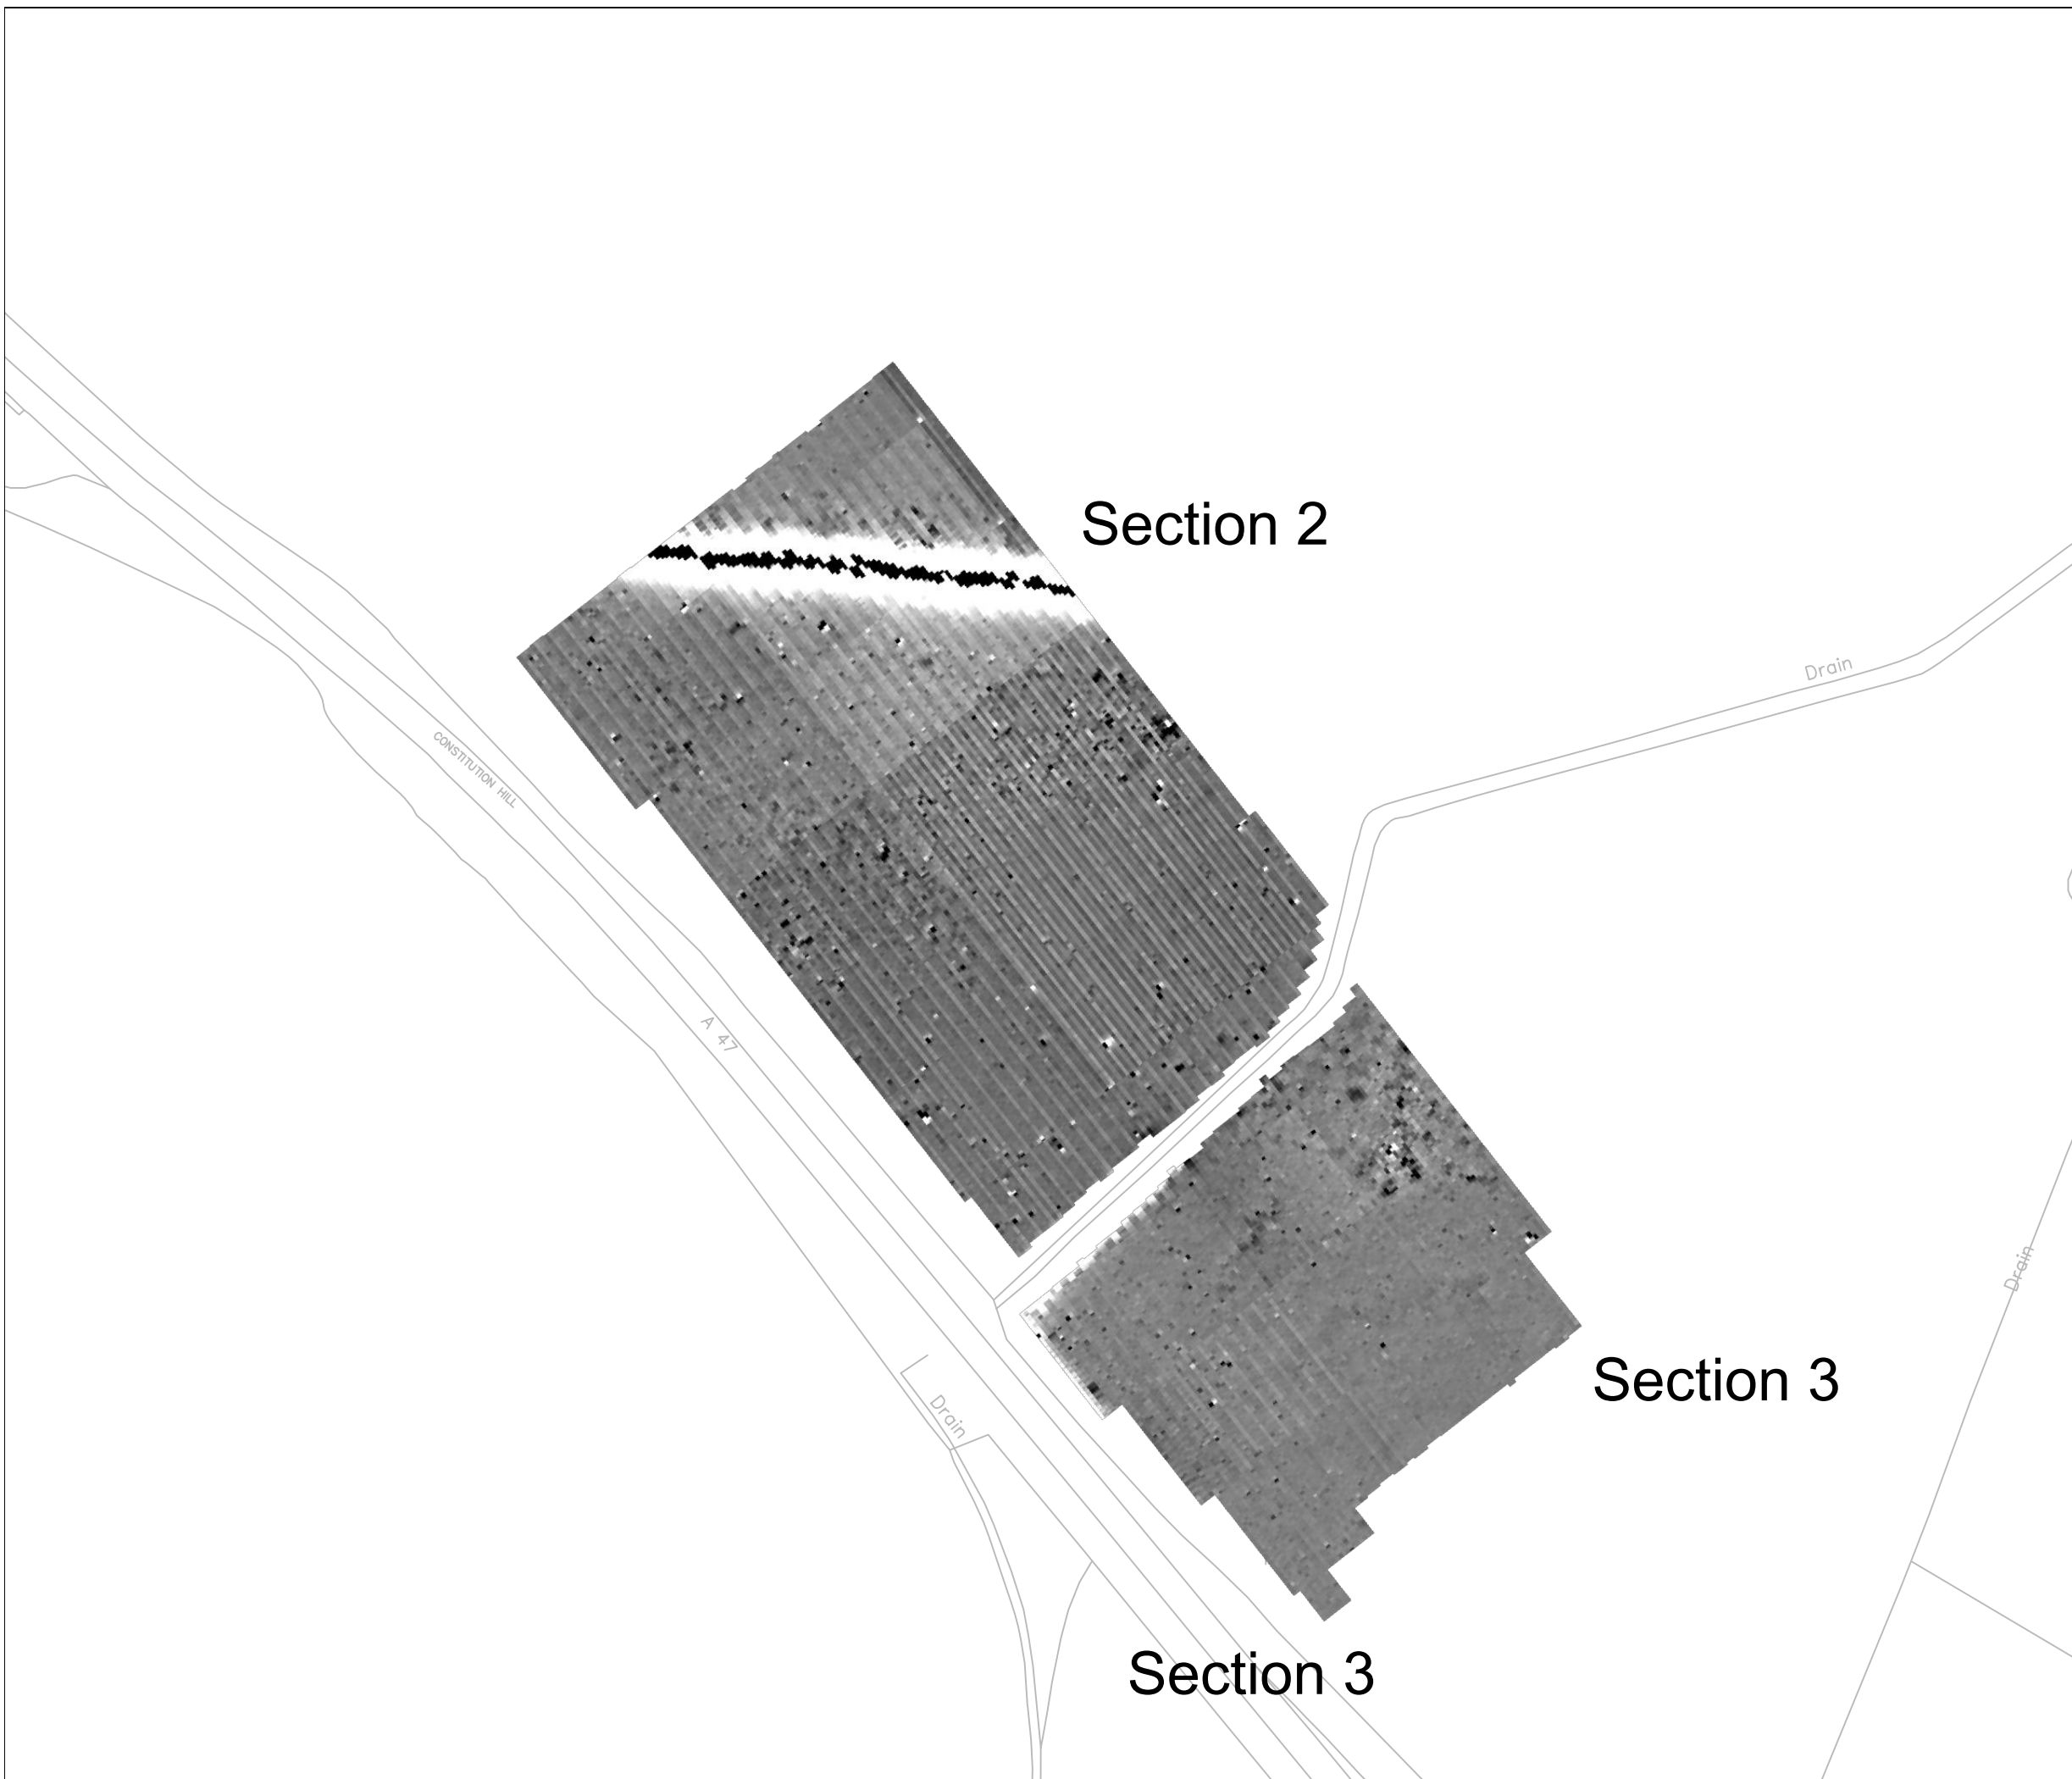 Section 2
Drain
CONSTITUTION HILL
A 47
Drain
Section 3
Drain
Section 3